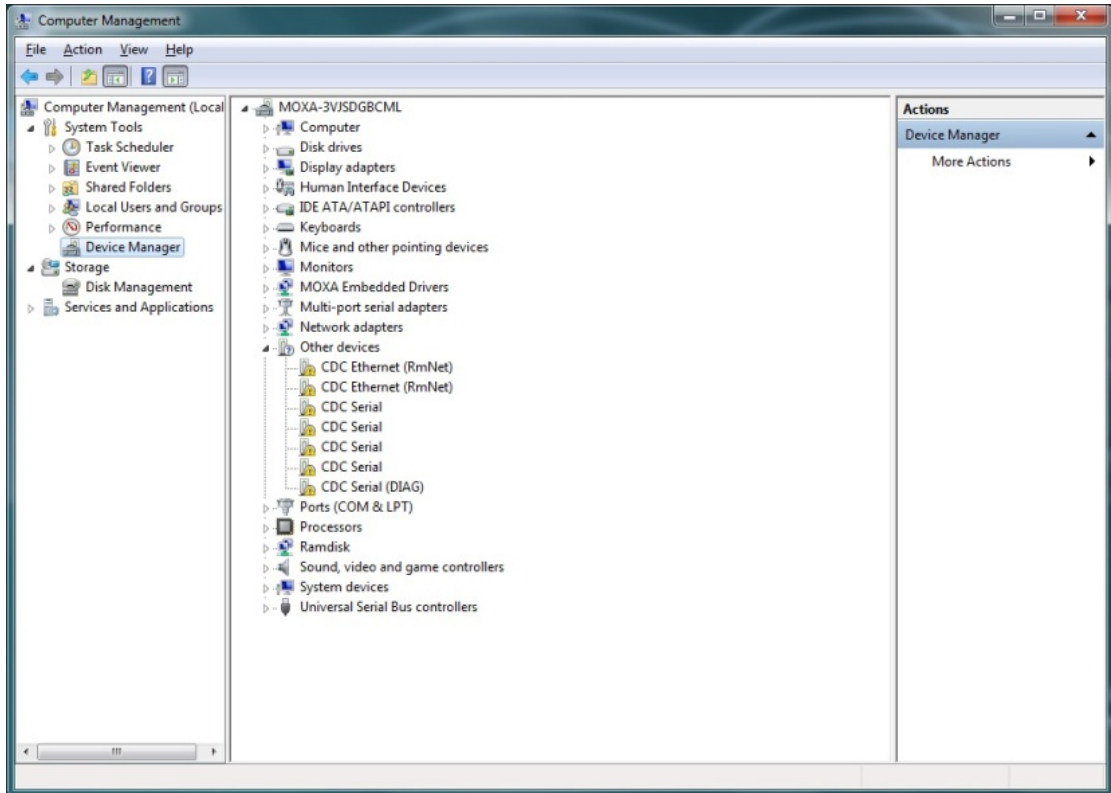 Computer Management
File Action View Help
Computer Management (Local
System Tools
Task Scheduler
Event Viewer
Shared Folders
Local Users and Groups
Performance
Device Manager
Storage
Disk Management
Services and Applications
MOXA-3VJSDGBCML
Computer
Disk drives
Display adapters
Human Interface Devices
IDE ATA/ATAPI controllers
Keyboards
Mice and other pointing devices
Monitors
MOXA Embedded Drivers
Multi-port serial adapters
Network adapters
Other devices
CDC Ethernet (RmNet)
CDC Ethernet (RmNet)
CDC Serial
CDC Serial
CDC Serial
CDC Serial
CDC Serial (DIAG)
Ports (COM & LPT)
Processors
Ramdisk
Sound, video and game controllers
System devices
Universal Serial Bus controllers
Actions
Device Manager
More Actions